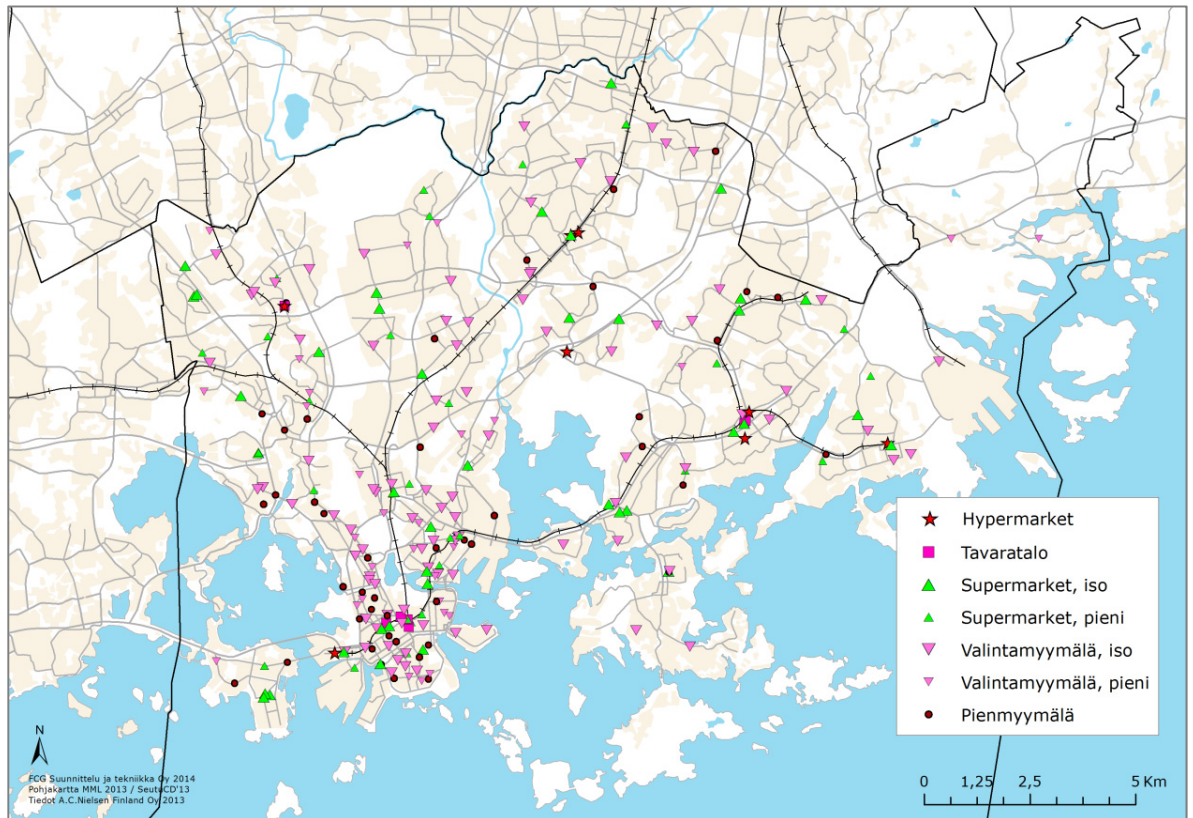 Hypermarket
Tavaratalo
Supermarket, iso
Supermarket, pieni
Valintamyymälä, iso
Valintamyymälä, pieni
Pienmyymälä
N
FCG Suunnittelu ja tekniikka Oy 2014
Pohjakartta MML 2013 / SeutuCD'13
Tiedot A.C.Nielsen Finland Oy 2013
0 1,25 2,5 5 Km